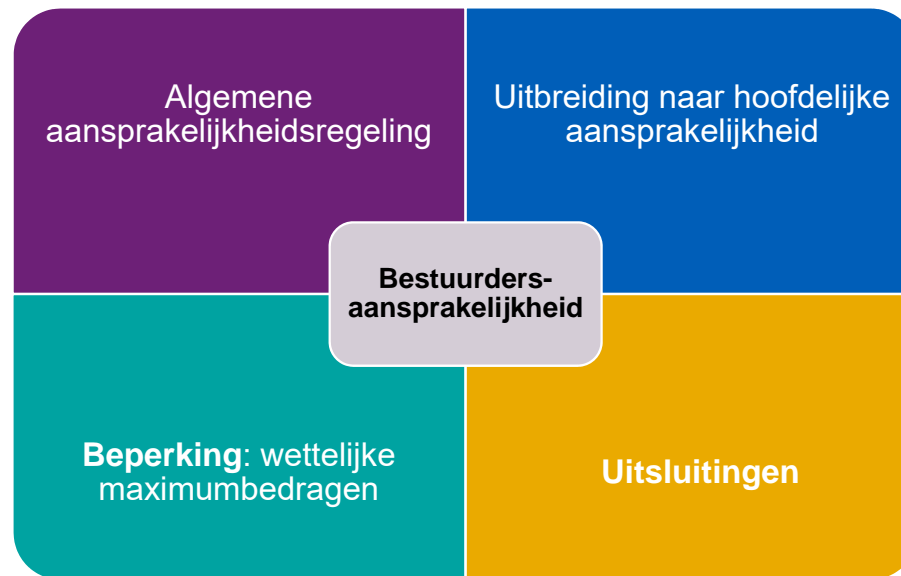 Algemene
aansprakelijkheidsregeling
Uitbreiding naar hoofdelijke
aansprakelijkheid
Bestuurders-
aansprakelijkheid
Beperking: wettelijke
maximumbedragen
Uitsluitingen